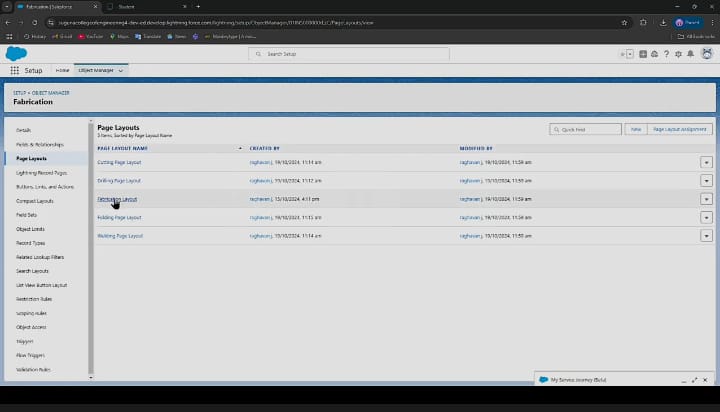 Fabrication | Salesforce
Student
sugunacollegeofengineering4-dev-ed.develop.lightning.force.com/lightning/setup/ObjectManager/
/PageLayouts/view
History
Gmail
YouTube
Maps
Translate
News
Monkeytype | A mini...
Paused
All Bookmarks
Search Setup
Setup
Home
Object Manager
SETUP > OBJECT MANAGER
Fabrication
Details
Fields & Relationships
Page Layouts
Lightning Record Pages
Buttons, Links, and Actions
Compact Layouts
Field Sets
Object Limits
Record Types
Related Lookup Filters
Search Layouts
List View Button Layout
Restriction Rules
Scoping Rules
Object Access
Triggers
Flow Triggers
Validation Rules
Page Layouts
5 Items, Sorted by Page Layout Name
Quick Find
New
Page Layout Assignment
PAGE LAYOUT NAME CREATED BY MODIFIED BY
Cutting Page Layout raghavan j, 19/10/2024, 11:14 am raghavan j, 19/10/2024, 11:59 am
Drilling Page Layout raghavan j, 19/10/2024, 11:12 am raghavan j, 19/10/2024, 11:59 am
Fabrication Layout raghavan j, 15/10/2024, 4:11 pm raghavan j, 19/10/2024, 11:59 am
Folding Page Layout raghavan j, 19/10/2024, 11:15 am raghavan j, 19/10/2024, 11:59 am
Welding Page Layout raghavan j, 19/10/2024, 11:14 am raghavan j, 19/10/2024, 11:59 am
My Service Journey (Beta)